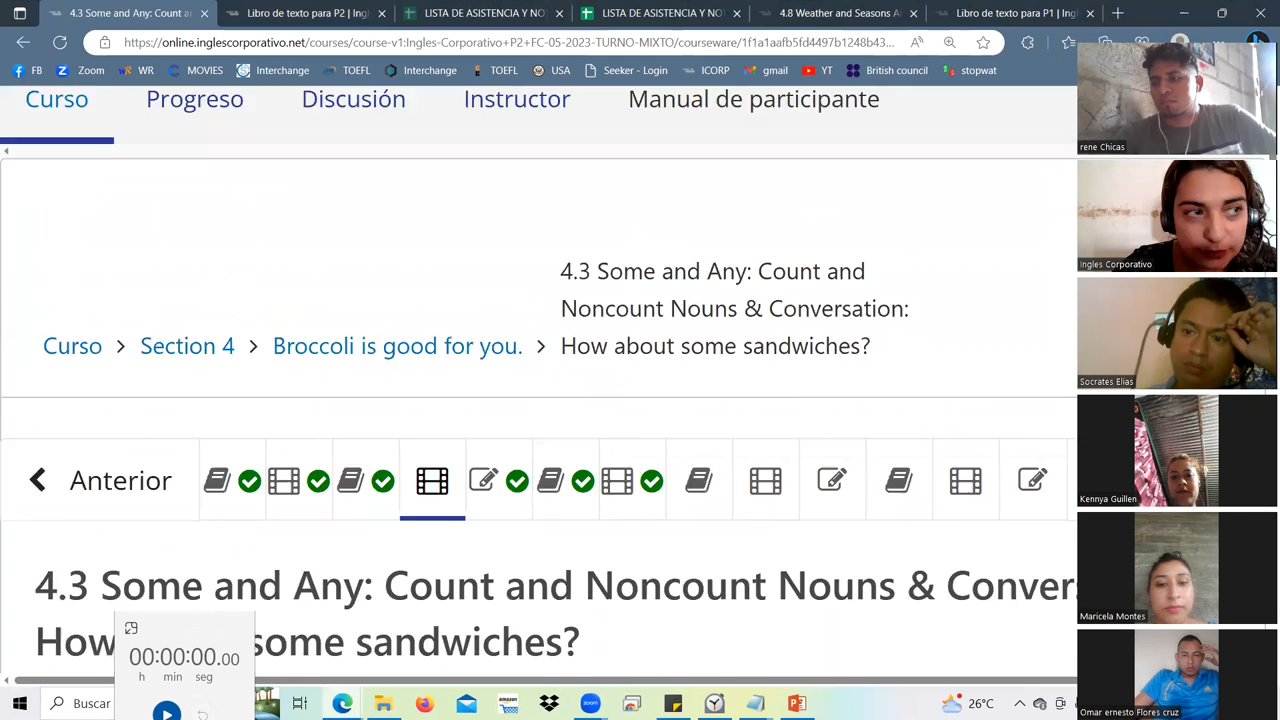 4.3 Some and Any: Count an
Libro de texto para P2 | Ingl
LISTA DE ASISTENCIA Y NO
LISTA DE ASISTENCIA Y NO
4.8 Weather and Seasons A
Libro de texto para P1 | Ingl
https://online.inglescorporativo.net/courses/course-v1:Ingles-Corporativo+P2+FC-05-2023-TURNO-MIXTO/courseware/1f1a1aafb5fd4497b1248b43...
FB
Zoom
WR
MOVIES
Interchange
TOEFL
Interchange
TOEFL
USA
Seeker - Login
ICORP
gmail
YT
British council
stopwat
Curso
Progreso
Discusión
Instructor
Manual de participante
4.3 Some and Any: Count and
Noncount Nouns & Conversation:
Curso > Section 4 > Broccoli is good for you. > How about some sandwiches?
Anterior
4.3 Some and Any: Count and Noncount Nouns & Convers
How some sandwiches?
00:00:00.00
h min seg
Buscar
amazon
26°C
rene Chicas
Ingles Corporativo
Socrates Elias
Kennya Guillen
Maricela Montes
Omar ernesto Flores cruz